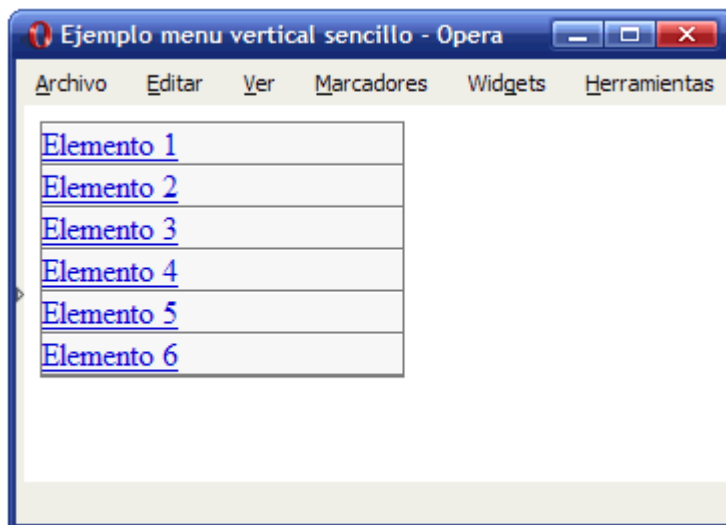 Ejemplo menu vertical sencillo - Opera
Archivo Editar Ver Marcadores Widgets Herramientas
Elemento 1
Elemento 2
Elemento 3
Elemento 4
Elemento 5
Elemento 6